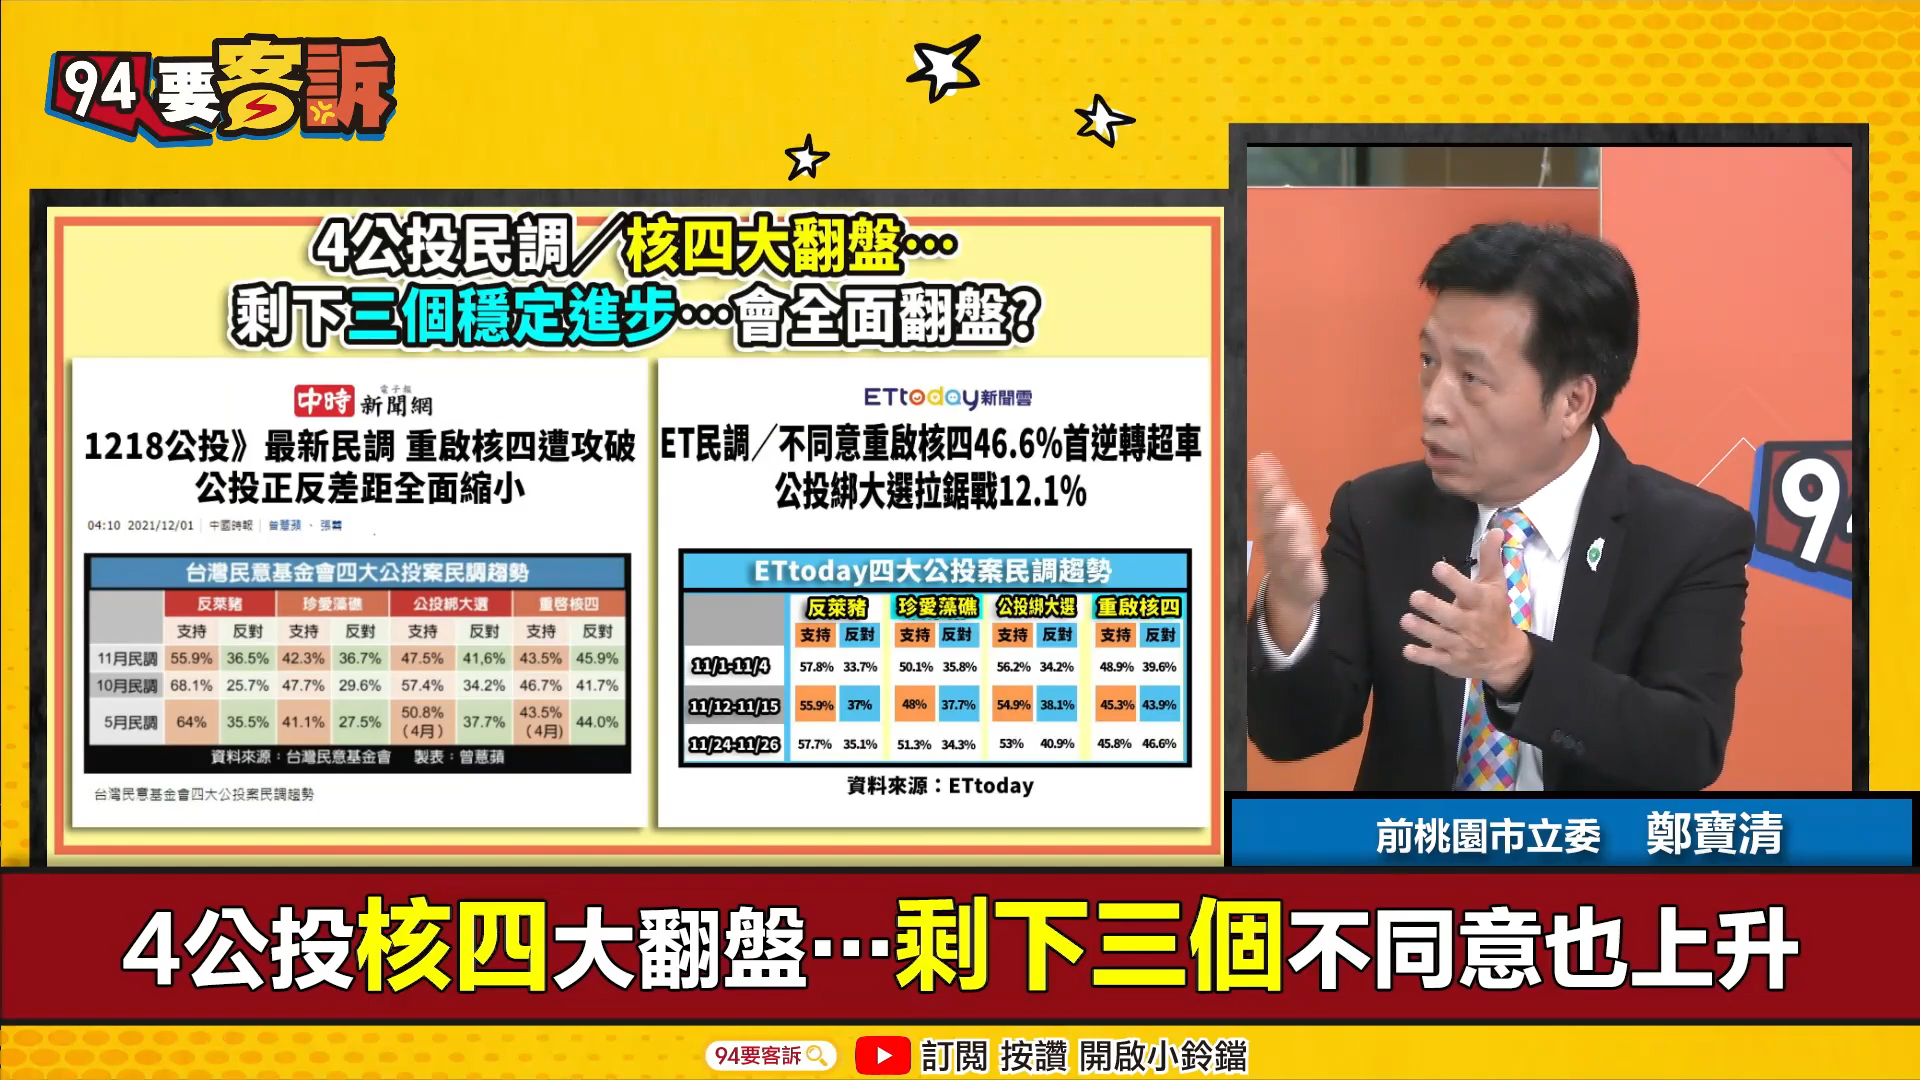 94要客訴
4公投民調／核四大翻盤…
剩下三個穩定進步…會全面翻盤?
中時 電子報 新聞網
1218公投》最新民調 重啟核四遭攻破
公投正反差距全面縮小
04:10 2021/12/01 | 中國時報 | 曾薏蘋、張
台灣民意基金會四大公投案民調趨勢
反萊豬 珍愛藻礁 公投綁大選 重啓核四
支持 反對 支持 反對 支持 反對 支持 反對
11月民調 55.9% 36.5% 42.3% 36.7% 47.5% 41,6% 43.5% 45.9%
10月民調 68.1% 25.7% 47.7% 29.6% 57.4% 34.2% 46.7% 41.7%
5月民調 64% 35.5% 41.1% 27.5% 50.8%（4月） 37.7% 43.5%（4月) 44.0%
資料來源：台灣民意基金會 製表：曾薏蘋
台灣民意基金會四大公投案民調趨勢
ETtoday新聞雲
ET民調／不同意重啟核四46.6%首逆轉超車
公投綁大選拉鋸戰12.1%
ETtoday四大公投案民調趨勢
反萊豬 珍愛藻礁 公投綁大選 重啟核四
支持 反對 支持 反對 支持 反對 支持 反對
11/1-11/4 57.8% 33.7% 50.1% 35.8% 56.2% 34.2% 48.9% 39.6%
11/12-11/15 55.9% 37% 48% 37.7% 54.9% 38.1% 45.3% 43.9%
11/24-11/26 57.7% 35.1% 51.3% 34.3% 53% 40.9% 45.8% 46.6%
資料來源：ETtoday
94
前桃園市立委 鄭寶清
4公投核四大翻盤…剩下三個不同意也上升
94要客訴 訂閱 按讚 開啟小鈴鐺